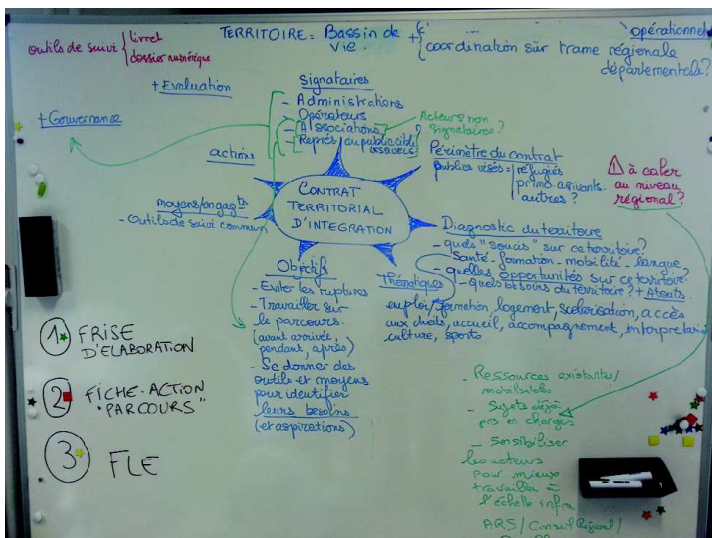 outils de suivi { livret
dossier numérique
TERRITOIRE = Bassin de
vie.
+ { ...
coordination sur trame régionale
départementale?
opérationnel
+ Evaluation
+ Gouvernance
Signataires
- Administrations
Opérateurs
- Associations
- Représ du public cible
Acteurs non
signataires?
actions
Périmètre du contrat
publics visés = réfugiés
primo arrivants
autres?
à caler
au niveau
régional?
CONTRAT
TERRITORIAL
D'INTEGRATION
moyens/engagts
- Outils de suivi commun
Diagnostic du territoire
- quels "soucis" sur ce territoire?
Santé - formation - mobilité - langue
- quelles opportunités sur ce territoire?
- quels besoins du territoire? + Atouts
Objectifs
- Eviter les ruptures
- Travailler sur
le parcours
(avant arrivée,
pendant, après)
- Se donner des
outils et moyens
pour identifier
leurs besoins
(et aspirations)
Thématiques
emploi/formation, logement, scolarisation, accès
aux droits, accueil, accompagnement, interprétariat
culture, sports
1 FRISE
D'ELABORATION
2 FICHE-ACTION
"PARCOURS"
3 FLE
- Ressources existantes/
mobilisables
- Sujets déjà
pris en charges
- Sensibiliser
les acteurs
pour mieux
travailler à
l'échelle infra
ARS / Conseil Régional /